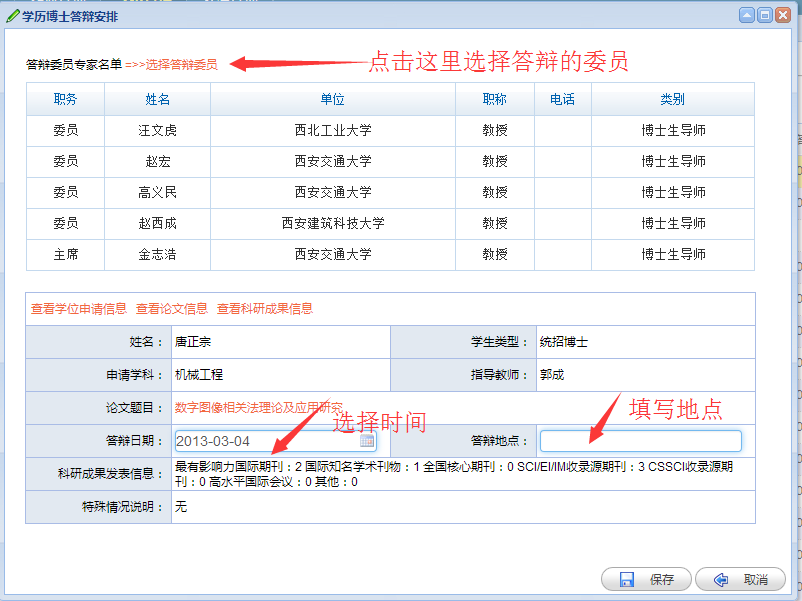 学历博士答辩安排
答辩委员专家名单 =>>选择答辩委员
点击这里选择答辩的委员
职务 姓名 单位 职称 电话 类别
委员 汪文虎 西北工业大学 教授 博士生导师
委员 赵宏 西安交通大学 教授 博士生导师
委员 高义民 西安交通大学 教授 博士生导师
委员 赵西成 西安建筑科技大学 教授 博士生导师
主席 金志浩 西安交通大学 教授 博士生导师
查看学位申请信息 查看论文信息 查看科研成果信息
姓名： 唐正宗 学生类型： 统招博士
申请学科： 机械工程 指导教师： 郭成
论文题目： 数字图像相关法理论及应用研究
选择时间
填写地点
答辩日期： 2013-03-04 答辩地点：
科研成果发表信息： 最有影响力国际期刊：2 国际知名学术刊物：1 全国核心期刊：0 SCI/EI/IM收录源期刊：3 CSSCI收录源期
刊：0 高水平国际会议：0 其他：0
特殊情况说明： 无
保存 取消